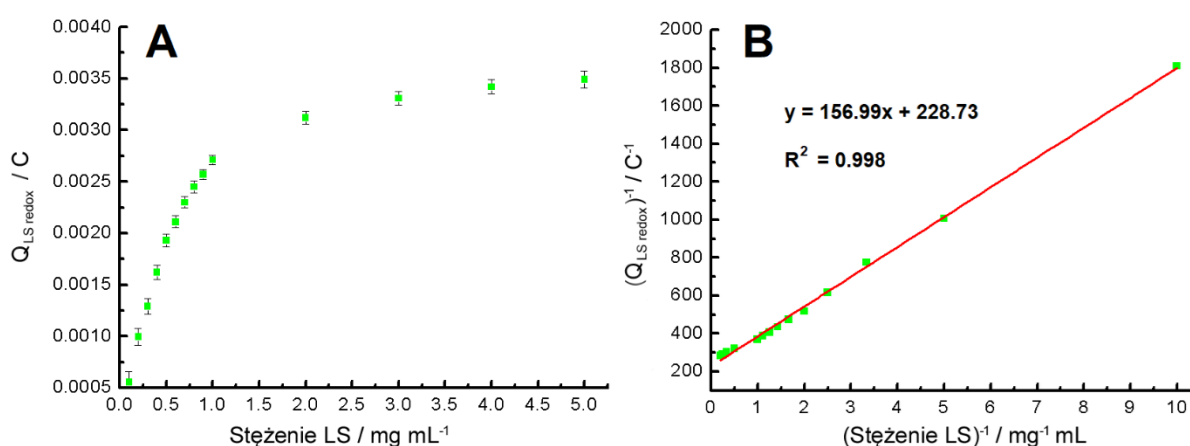 A
0.0040
0.0035
0.0030
0.0025
0.0020
0.0015
0.0010
0.0005
Q LS redox / C
0.0 0.5 1.0 1.5 2.0 2.5 3.0 3.5 4.0 4.5 5.0
Stężenie LS / mg mL⁻¹
B
2000
1800
1600
1400
1200
1000
800
600
400
200
(Q LS redox)⁻¹ / C⁻¹
y = 156.99x + 228.73
R² = 0.998
0 1 2 3 4 5 6 7 8 9 10
(Stężenie LS)⁻¹ / mg⁻¹ mL